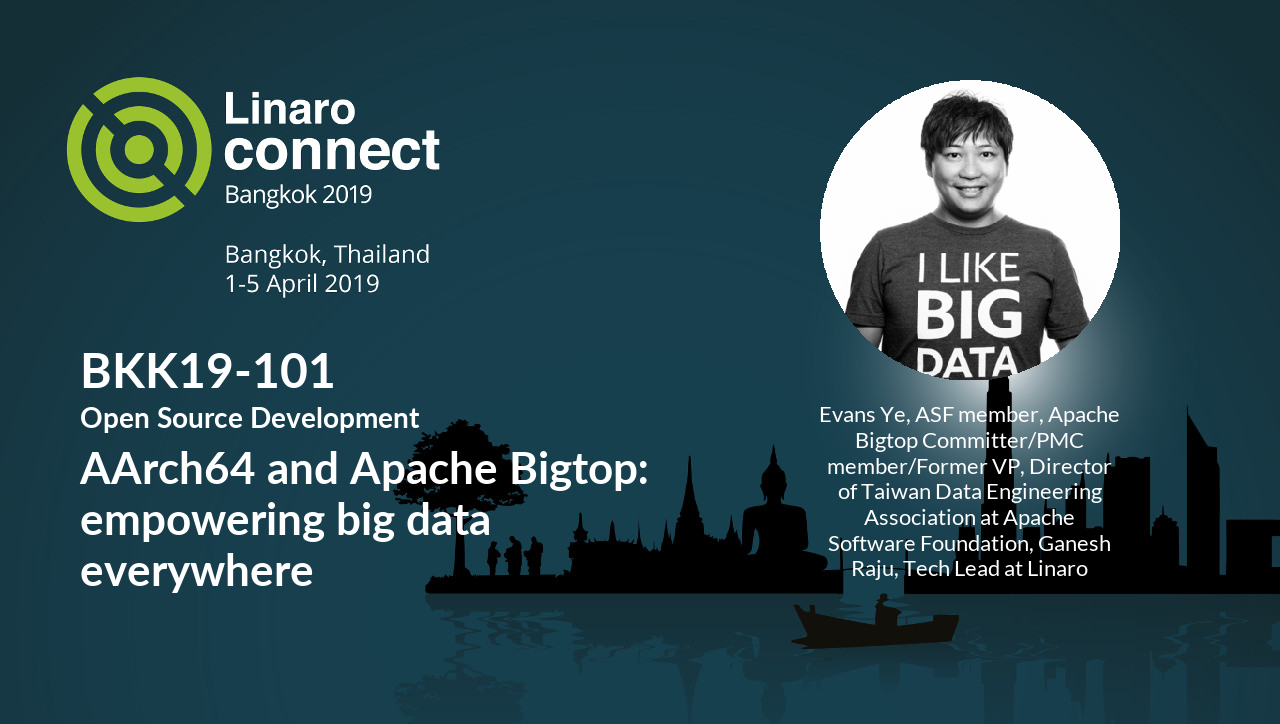 Linaro
connect
Bangkok 2019
Bangkok, Thailand
1-5 April 2019
BKK19-101
Open Source Development
AArch64 and Apache Bigtop:
empowering big data
everywhere
I LIKE
BIG
DATA
Evans Ye, ASF member, Apache
Bigtop Committer/PMC
member/Former VP, Director
of Taiwan Data Engineering
Association at Apache
Software Foundation, Ganesh
Raju, Tech Lead at Linaro